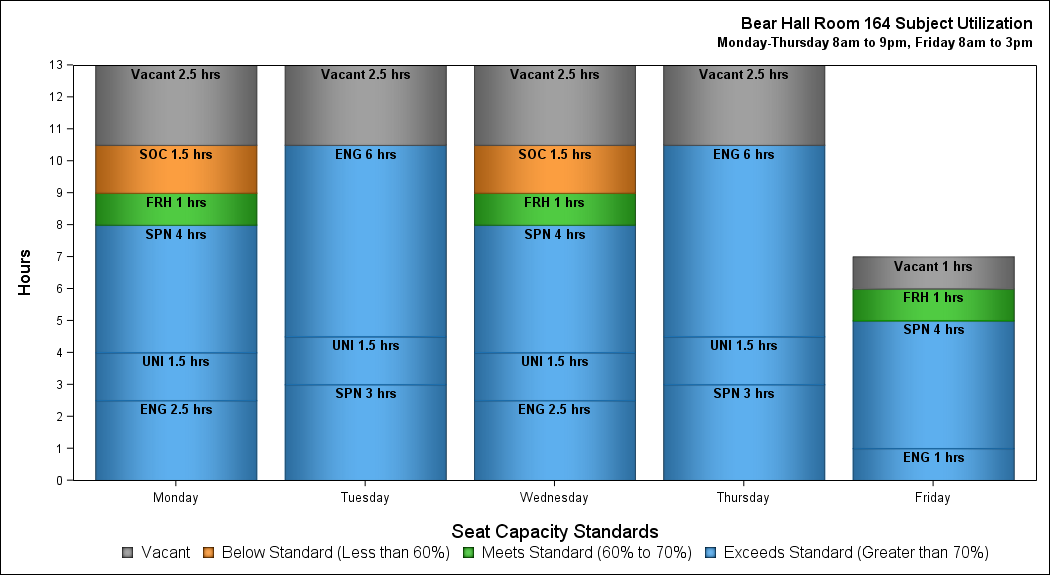 Bear Hall Room 164 Subject Utilization
Monday-Thursday 8am to 9pm, Friday 8am to 3pm
Hours
13
12
11
10
9
8
7
6
5
4
3
2
1
0
Vacant 2.5 hrs
SOC 1.5 hrs
FRH 1 hrs
SPN 4 hrs
UNI 1.5 hrs
ENG 2.5 hrs
Vacant 2.5 hrs
ENG 6 hrs
UNI 1.5 hrs
SPN 3 hrs
Vacant 2.5 hrs
SOC 1.5 hrs
FRH 1 hrs
SPN 4 hrs
UNI 1.5 hrs
ENG 2.5 hrs
Vacant 2.5 hrs
ENG 6 hrs
UNI 1.5 hrs
SPN 3 hrs
Vacant 1 hrs
FRH 1 hrs
SPN 4 hrs
ENG 1 hrs
Monday Tuesday Wednesday Thursday Friday
Seat Capacity Standards
Vacant Below Standard (Less than 60%) Meets Standard (60% to 70%) Exceeds Standard (Greater than 70%)